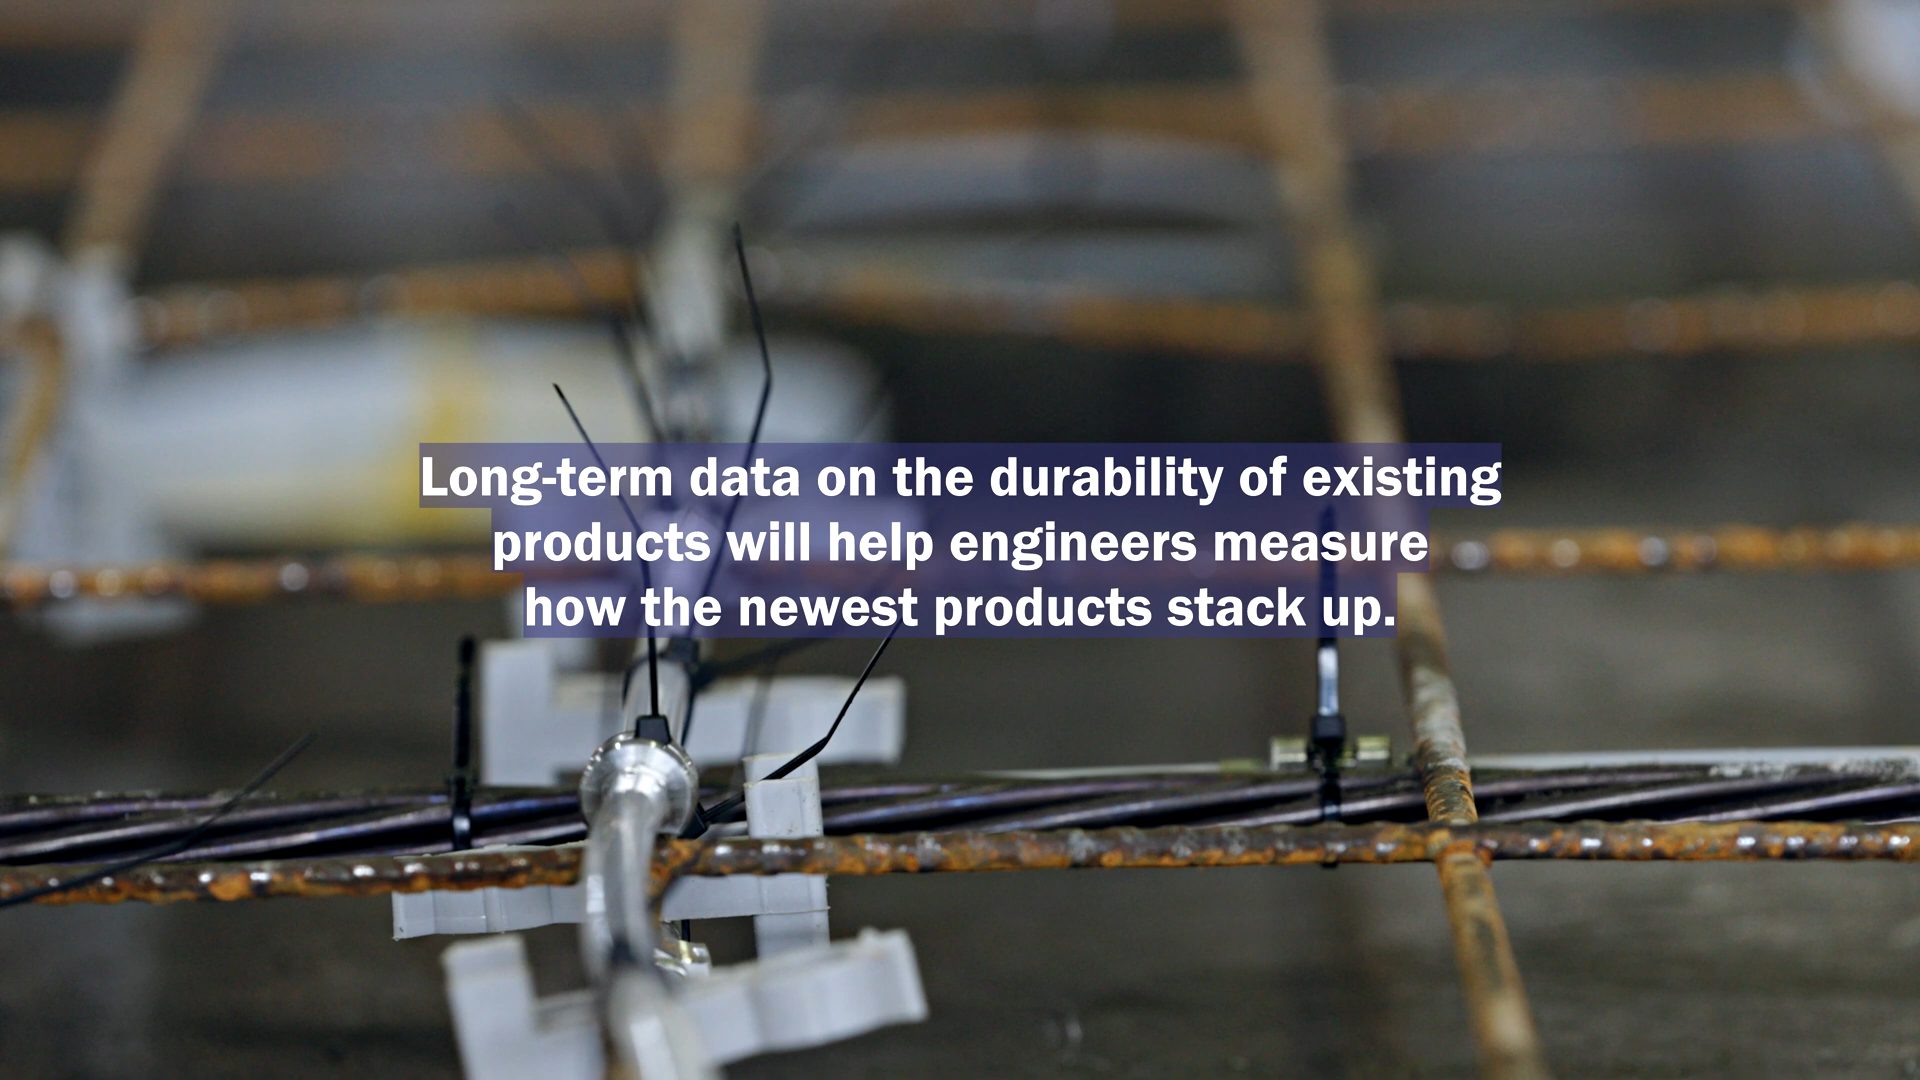 Long-term data on the durability of existing
products will help engineers measure
how the newest products stack up.